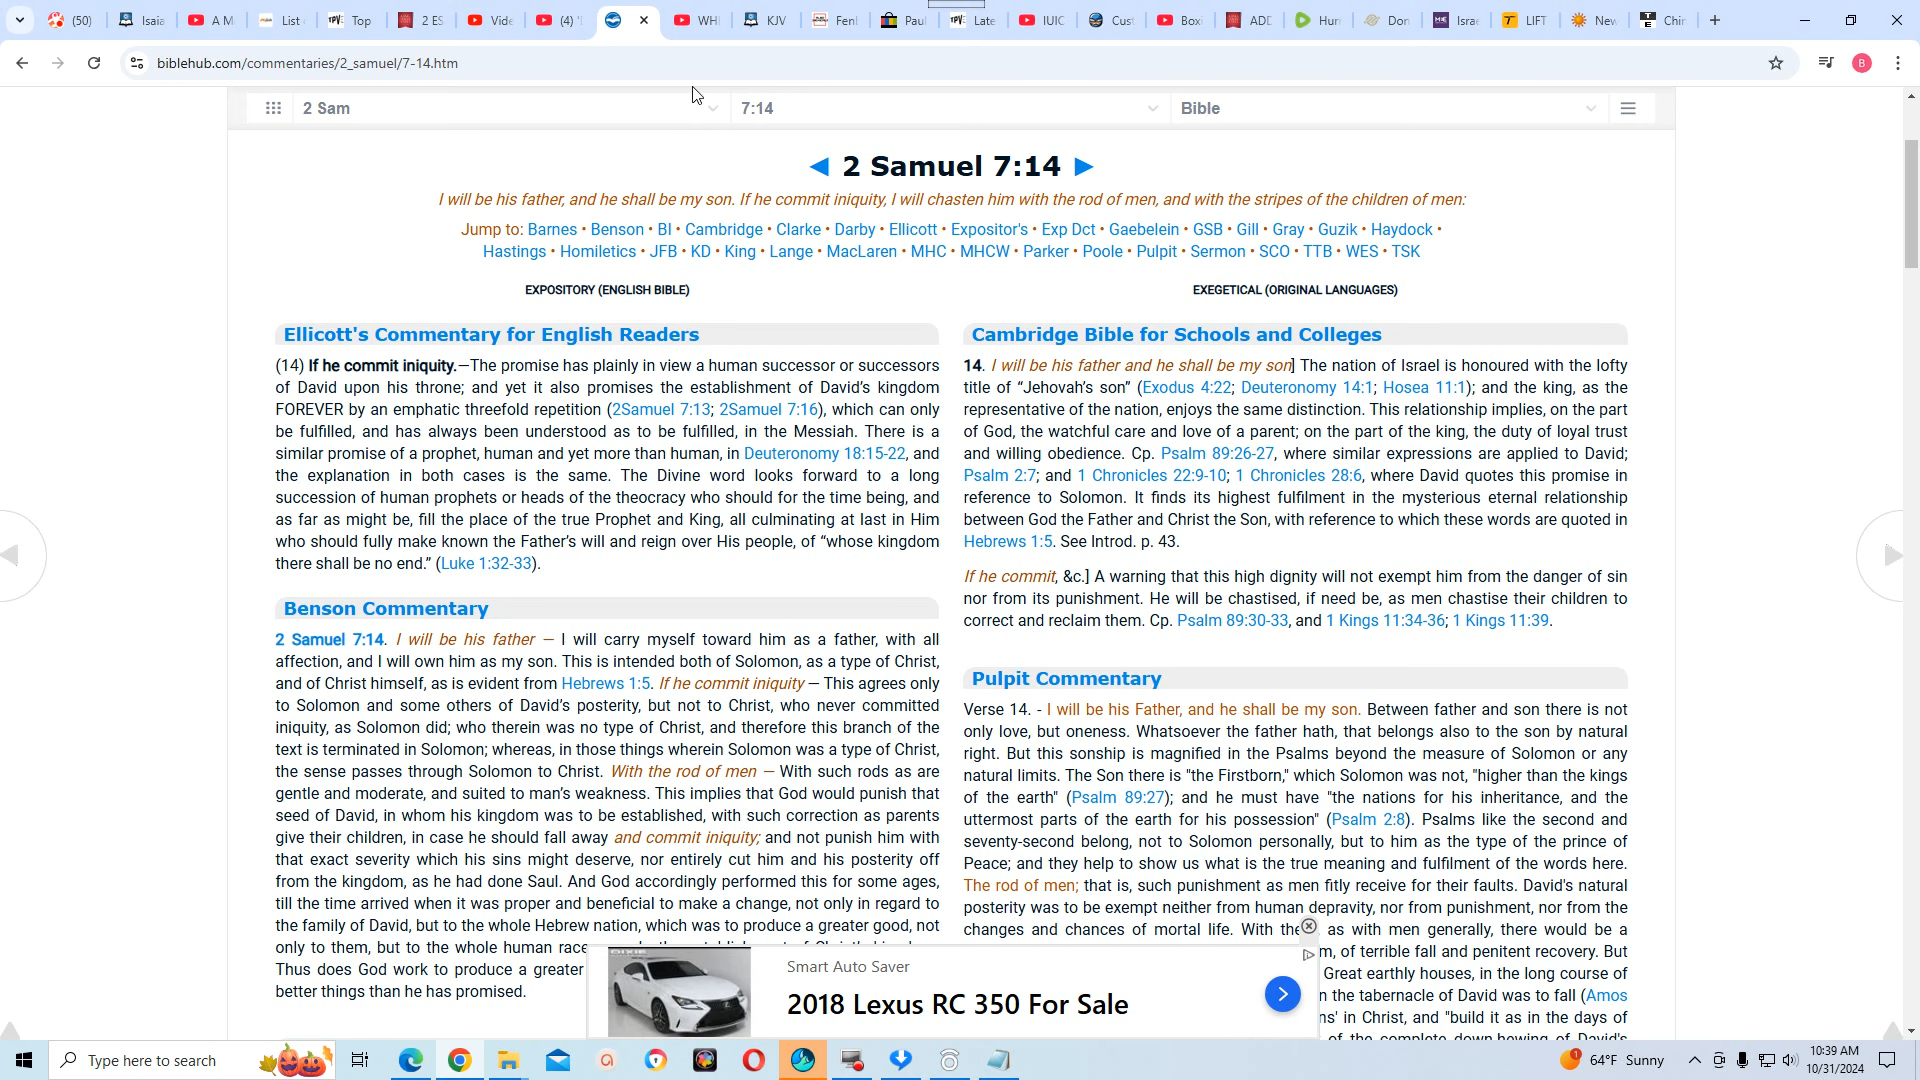 (50)
Isaia
A M
List
Top
2 ES
Vide
(4)
WH
KJV
Fenl
Pau
Late
IUIC
Cus
Box
ADD
Hun
Don
Isra
LIFT
Nev
Chin
biblehub.com/commentaries/2_samuel/7-14.htm
B
2 Sam
7:14
Bible
2 Samuel 7:14
I will be his father, and he shall be my son. If he commit iniquity, I will chasten him with the rod of men, and with the stripes of the children of men:
Jump to: Barnes • Benson • BI • Cambridge • Clarke • Darby • Ellicott • Expositor's • Exp Dct • Gaebelein • GSB • Gill • Gray • Guzik • Haydock •
Hastings • Homiletics • JFB • KD • King • Lange • MacLaren • MHC • MHCW • Parker • Poole • Pulpit • Sermon • SCO • TTB • WES • TSK
EXPOSITORY (ENGLISH BIBLE)
Ellicott's Commentary for English Readers
(14) If he commit iniquity.—The promise has plainly in view a human successor or successors
of David upon his throne; and yet it also promises the establishment of David's kingdom
FOREVER by an emphatic threefold repetition (2Samuel 7:13; 2Samuel 7:16), which can only
be fulfilled, and has always been understood as to be fulfilled, in the Messiah. There is a
similar promise of a prophet, human and yet more than human, in Deuteronomy 18:15-22, and
the explanation in both cases is the same. The Divine word looks forward to a long
succession of human prophets or heads of the theocracy who should for the time being, and
as far as might be, fill the place of the true Prophet and King, all culminating at last in Him
who should fully make known the Father's will and reign over His people, of “whose kingdom
there shall be no end.” (Luke 1:32-33).
Benson Commentary
2 Samuel 7:14. I will be his father — I will carry myself toward him as a father, with all
affection, and I will own him as my son. This is intended both of Solomon, as a type of Christ,
and of Christ himself, as is evident from Hebrews 1:5. If he commit iniquity — This agrees only
to Solomon and some others of David's posterity, but not to Christ, who never committed
iniquity, as Solomon did; who therein was no type of Christ, and therefore this branch of the
text is terminated in Solomon; whereas, in those things wherein Solomon was a type of Christ,
the sense passes through Solomon to Christ. With the rod of men — With such rods as are
gentle and moderate, and suited to man's weakness. This implies that God would punish that
seed of David, in whom his kingdom was to be established, with such correction as parents
give their children, in case he should fall away and commit iniquity; and not punish him with
that exact severity which his sins might deserve, nor entirely cut him and his posterity off
from the kingdom, as he had done Saul. And God accordingly performed this for some ages,
till the time arrived when it was proper and beneficial to make a change, not only in regard to
the family of David, but to the whole Hebrew nation, which was to produce a greater good, not
only to them, but to the whole human race
Thus does God work to produce a greater
better things than he has promised.
EXEGETICAL (ORIGINAL LANGUAGES)
Cambridge Bible for Schools and Colleges
14. I will be his father and he shall be my son] The nation of Israel is honoured with the lofty
title of “Jehovah's son” (Exodus 4:22; Deuteronomy 14:1; Hosea 11:1); and the king, as the
representative of the nation, enjoys the same distinction. This relationship implies, on the part
of God, the watchful care and love of a parent; on the part of the king, the duty of loyal trust
and willing obedience. Cp. Psalm 89:26-27, where similar expressions are applied to David;
Psalm 2:7; and 1 Chronicles 22:9-10; 1 Chronicles 28:6, where David quotes this promise in
reference to Solomon. It finds its highest fulfilment in the mysterious eternal relationship
between God the Father and Christ the Son, with reference to which these words are quoted in
Hebrews 1:5. See Introd. p. 43.
If he commit, &c.] A warning that this high dignity will not exempt him from the danger of sin
nor from its punishment. He will be chastised, if need be, as men chastise their children to
correct and reclaim them. Cp. Psalm 89:30-33, and 1 Kings 11:34-36; 1 Kings 11:39.
Pulpit Commentary
Verse 14. - I will be his Father, and he shall be my son. Between father and son there is not
only love, but oneness. Whatsoever the father hath, that belongs also to the son by natural
right. But this sonship is magnified in the Psalms beyond the measure of Solomon or any
natural limits. The Son there is "the Firstborn," which Solomon was not, "higher than the kings
of the earth" (Psalm 89:27); and he must have "the nations for his inheritance, and the
uttermost parts of the earth for his possession" (Psalm 2:8). Psalms like the second and
seventy-second belong, not to Solomon personally, but to him as the type of the prince of
Peace; and they help to show us what is the true meaning and fulfilment of the words here.
The rod of men; that is, such punishment as men fitly receive for their faults. David's natural
posterity was to be exempt neither from human depravity, nor from punishment, nor from the
changes and chances of mortal life. With the as with men generally, there would be a
m, of terrible fall and penitent recovery. But
Great earthly houses, in the long course of
n the tabernacle of David was to fall (Amos
ns' in Christ, and "build it as in the days of
of the complete down-hewing of David's
Smart Auto Saver
2018 Lexus RC 350 For Sale
Type here to search
64°F Sunny
10:39 AM
10/31/2024